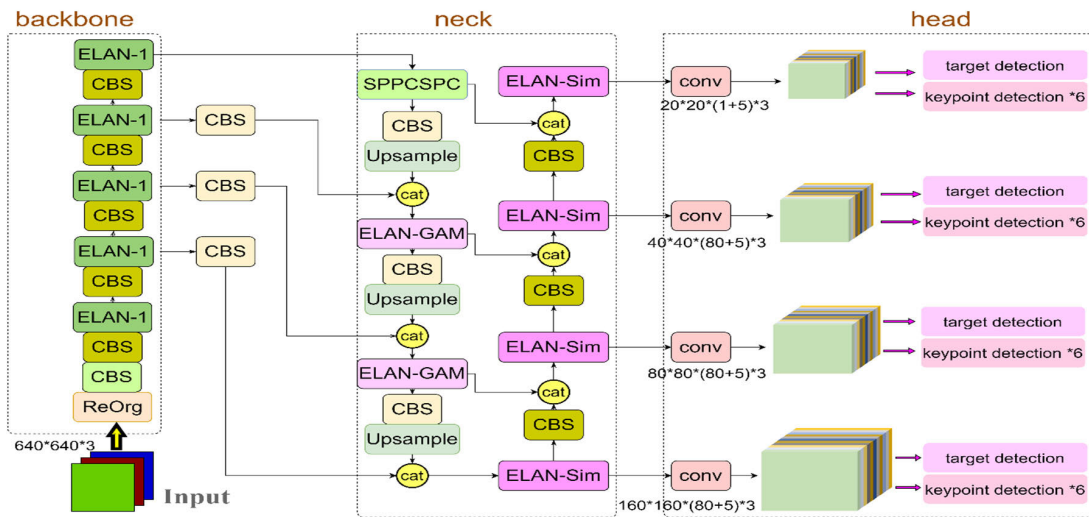 backbone
neck
head
ELAN-1
CBS
ELAN-1
CBS
ELAN-1
CBS
ELAN-1
CBS
ELAN-1
CBS
CBS
ReOrg
640*640*3
Input
CBS
CBS
CBS
SPPCSPC
CBS
Upsample
cat
ELAN-GAM
CBS
Upsample
cat
ELAN-GAM
CBS
Upsample
cat
ELAN-Sim
cat
CBS
ELAN-Sim
cat
CBS
ELAN-Sim
cat
CBS
ELAN-Sim
conv
20*20*(1+5)*3
target detection
keypoint detection *6
conv
40*40*(80+5)*3
target detection
keypoint detection *6
conv
80*80*(80+5)*3
target detection
keypoint detection *6
conv
160*160*(80+5)*3
target detection
keypoint detection *6